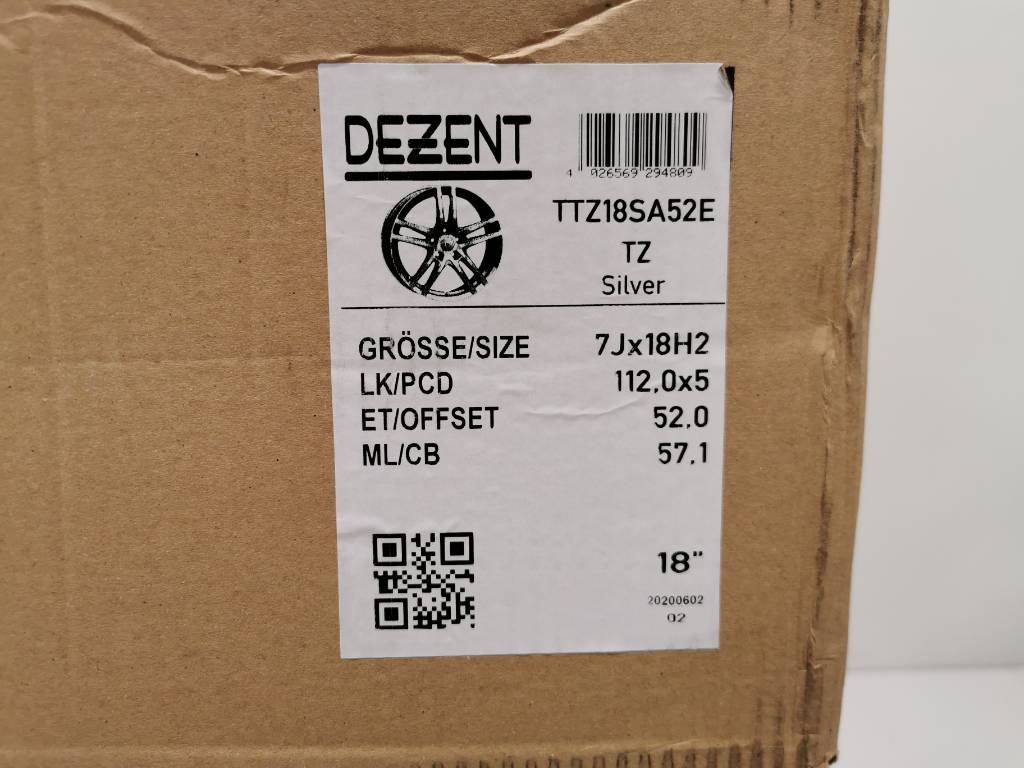 DEZENT
4 026569 294809
TTZ18SA52E
TZ
Silver
GRÖSSE/SIZE 7Jx18H2
LK/PCD 112,0x5
ET/OFFSET 52,0
ML/CB 57,1
18"
20200602
02